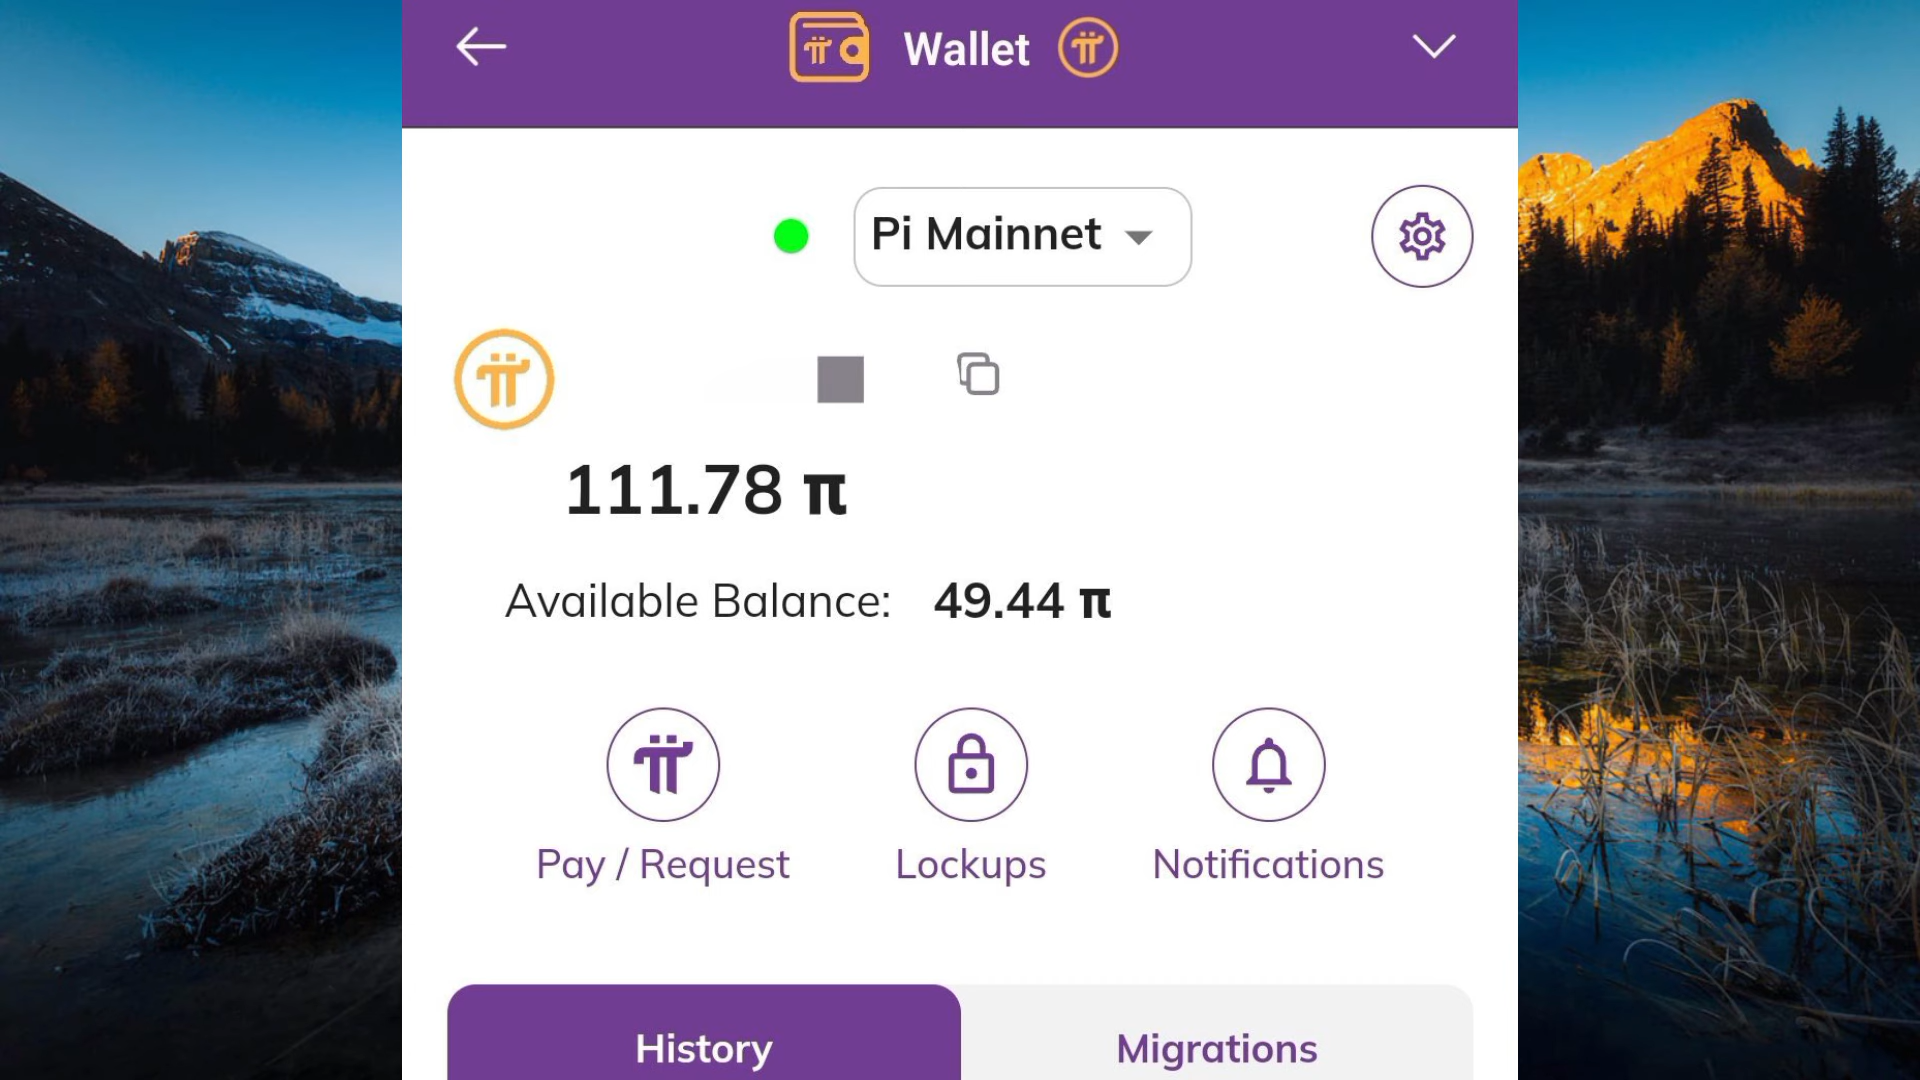 Wallet
Pi Mainnet
111.78 π
Available Balance: 49.44 π
Pay / Request
Lockups
Notifications
History
Migrations